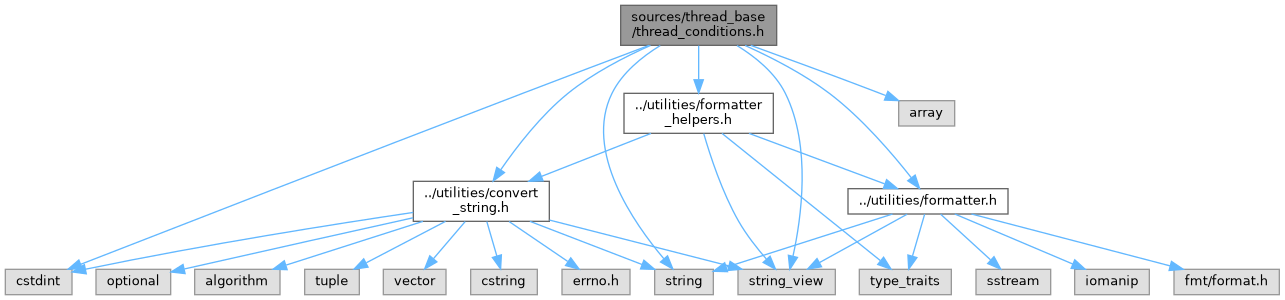 sources/thread_base
/thread_conditions.h
../utilities/formatter
_helpers.h
array
../utilities/convert
_string.h
../utilities/formatter.h
cstdint
optional
algorithm
tuple
vector
cstring
errno.h
string
string_view
type_traits
sstream
iomanip
fmt/format.h